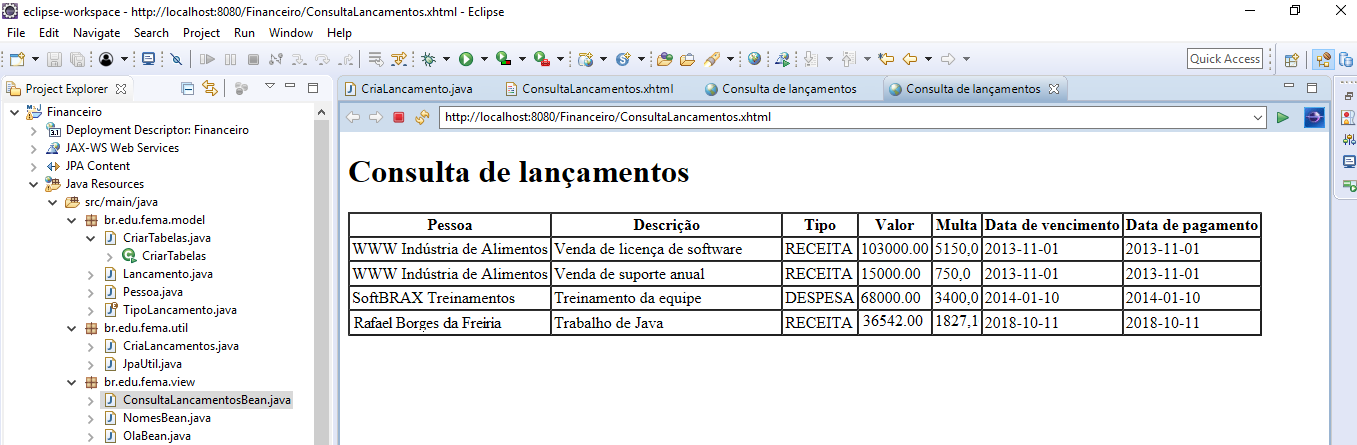 eclipse-workspace - http://localhost:8080/Financeiro/ConsultaLancamentos.xhtml - Eclipse
File Edit Navigate Search Project Run Window Help
Quick Access
Project Explorer
CriaLancamento.java ConsultaLancamentos.xhtml Consulta de lançamentos Consulta de lançamentos
http://localhost:8080/Financeiro/ConsultaLancamentos.xhtml
Financeiro
Deployment Descriptor: Financeiro
JAX-WS Web Services
JPA Content
Java Resources
src/main/java
br.edu.fema.model
CriarTabelas.java
CriarTabelas
Lancamento.java
Pessoa.java
TipoLancamento.java
br.edu.fema.util
CriaLancamentos.java
JpaUtil.java
br.edu.fema.view
ConsultaLancamentosBean.java
NomesBean.java
OlaBean.java
Consulta de lançamentos
Pessoa Descrição Tipo Valor Multa Data de vencimento Data de pagamento
WWW Indústria de Alimentos Venda de licença de software RECEITA 103000.00 5150,0 2013-11-01 2013-11-01
WWW Indústria de Alimentos Venda de suporte anual RECEITA 15000.00 750,0 2013-11-01 2013-11-01
SoftBRAX Treinamentos Treinamento da equipe DESPESA 68000.00 3400,0 2014-01-10 2014-01-10
Rafael Borges da Freiria Trabalho de Java RECEITA 36542.00 1827,1 2018-10-11 2018-10-11